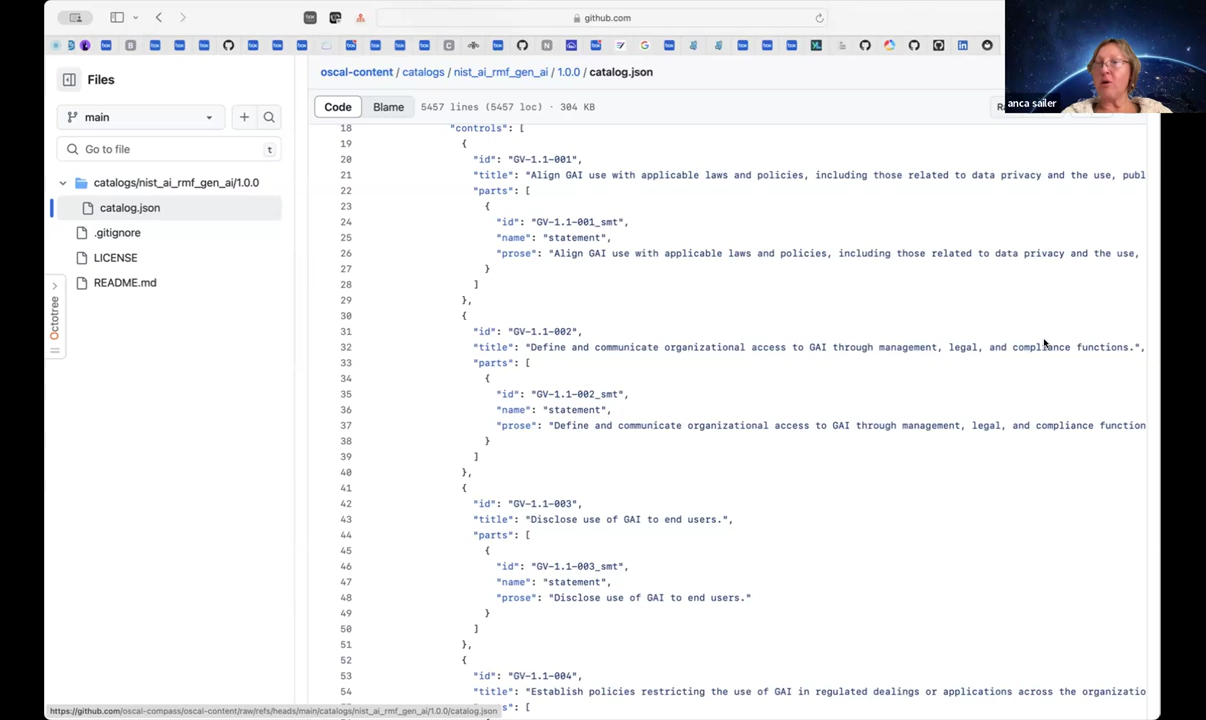 github.com
Files
oscal-content / catalogs / nist_ai_rmf_gen_ai / 1.0.0 / catalog.json
anca sailer
main
Code
Blame
5457 lines (5457 loc) · 304 KB
Go to file
t
catalogs/nist_ai_rmf_gen_ai/1.0.0
catalog.json
.gitignore
LICENSE
README.md
Octotree
18 "controls": [
19 {
20 "id": "GV-1.1-001",
21 "title": "Align GAI use with applicable laws and policies, including those related to data privacy and the use, publ
22 "parts": [
23 {
24 "id": "GV-1.1-001_smt",
25 "name": "statement",
26 "prose": "Align GAI use with applicable laws and policies, including those related to data privacy and the use,
27 }
28 ]
29 },
30 {
31 "id": "GV-1.1-002",
32 "title": "Define and communicate organizational access to GAI through management, legal, and compliance functions.",
33 "parts": [
34 {
35 "id": "GV-1.1-002_smt",
36 "name": "statement",
37 "prose": "Define and communicate organizational access to GAI through management, legal, and compliance function
38 }
39 ]
40 },
41 {
42 "id": "GV-1.1-003",
43 "title": "Disclose use of GAI to end users.",
44 "parts": [
45 {
46 "id": "GV-1.1-003_smt",
47 "name": "statement",
48 "prose": "Disclose use of GAI to end users."
49 }
50 ]
51 },
52 {
53 "id": "GV-1.1-004",
54 "title": "Establish policies restricting the use of GAI in regulated dealings or applications across the organizatio
"parts": [
https://github.com/oscal-compass/oscal-content/raw/refs/heads/main/catalogs/nist_ai_rmf_gen_ai/1.0.0/catalog.json